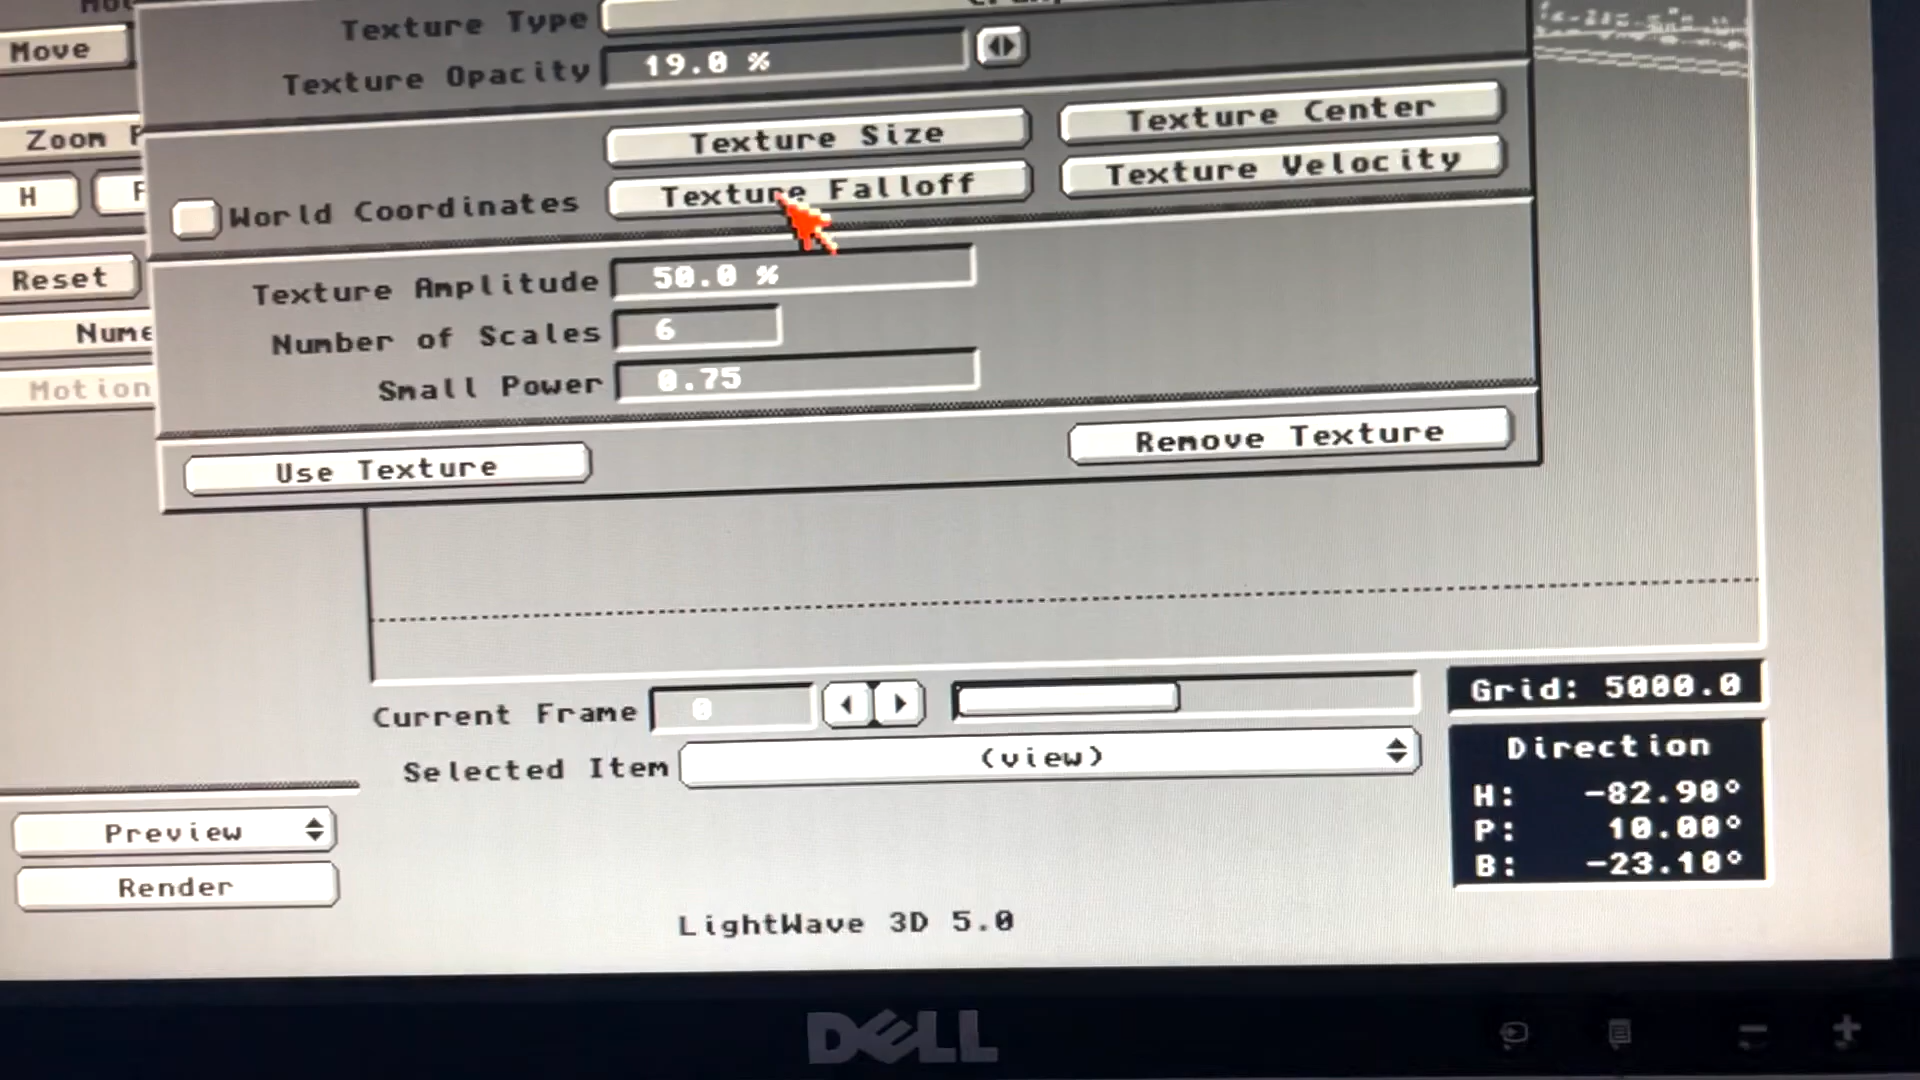 Move
Texture Type
Texture Opacity 19.0 %
Zoom
Texture Size Texture Center
H
World Coordinates Texture Falloff Texture Velocity
Reset
Texture Amplitude 50.0 %
Nume
Number of Scales 6
Motion
Small Power 0.75
Use Texture Remove Texture
Current Frame 0
Grid: 5000.0
Selected Item (view)
Direction
H: -82.90°
P: 10.00°
B: -23.10°
Preview
Render
LightWave 3D 5.0
DELL